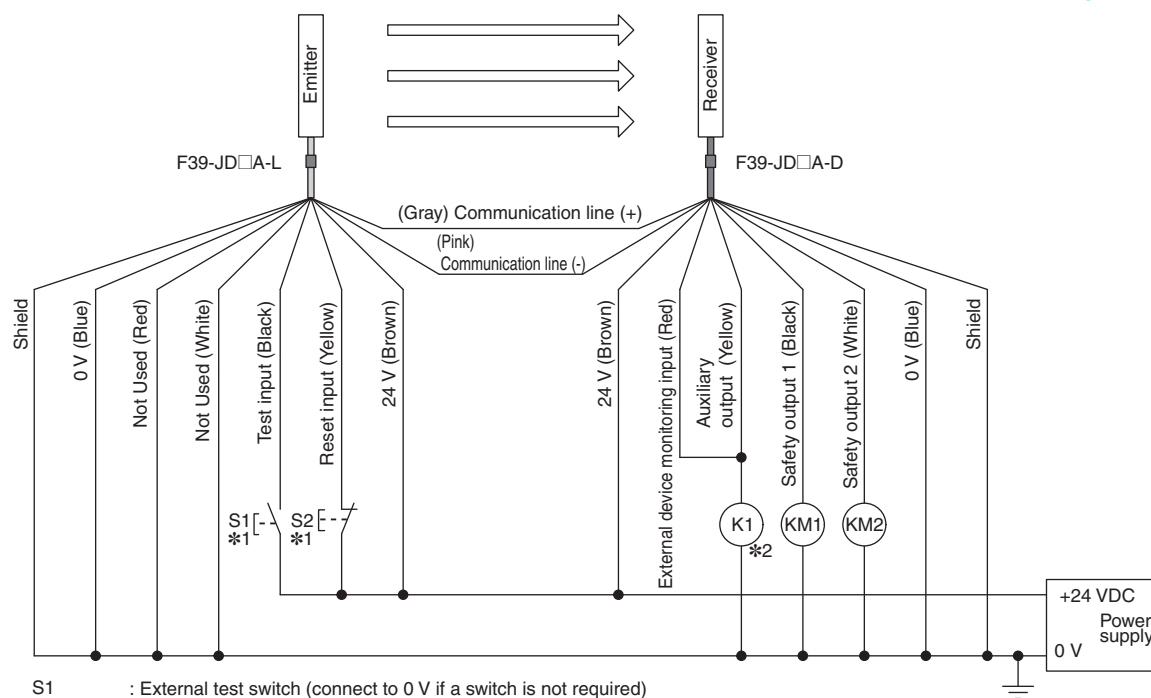 Emitter
Receiver
F39-JD□A-L
F39-JD□A-D
(Gray) Communication line (+)
(Pink)
Communication line (-)
Shield
0 V (Blue)
Not Used (Red)
Not Used (White)
Test input (Black)
Reset input (Yellow)
24 V (Brown)
24 V (Brown)
External device monitoring input (Red)
Auxiliary
output (Yellow)
Safety output 1 (Black)
Safety output 2 (White)
0 V (Blue)
Shield
S1
*1
S2
*1
K1
*2
KM1
KM2
+24 VDC
Power
supply
0 V
S1 : External test switch (connect to 0 V if a switch is not required)